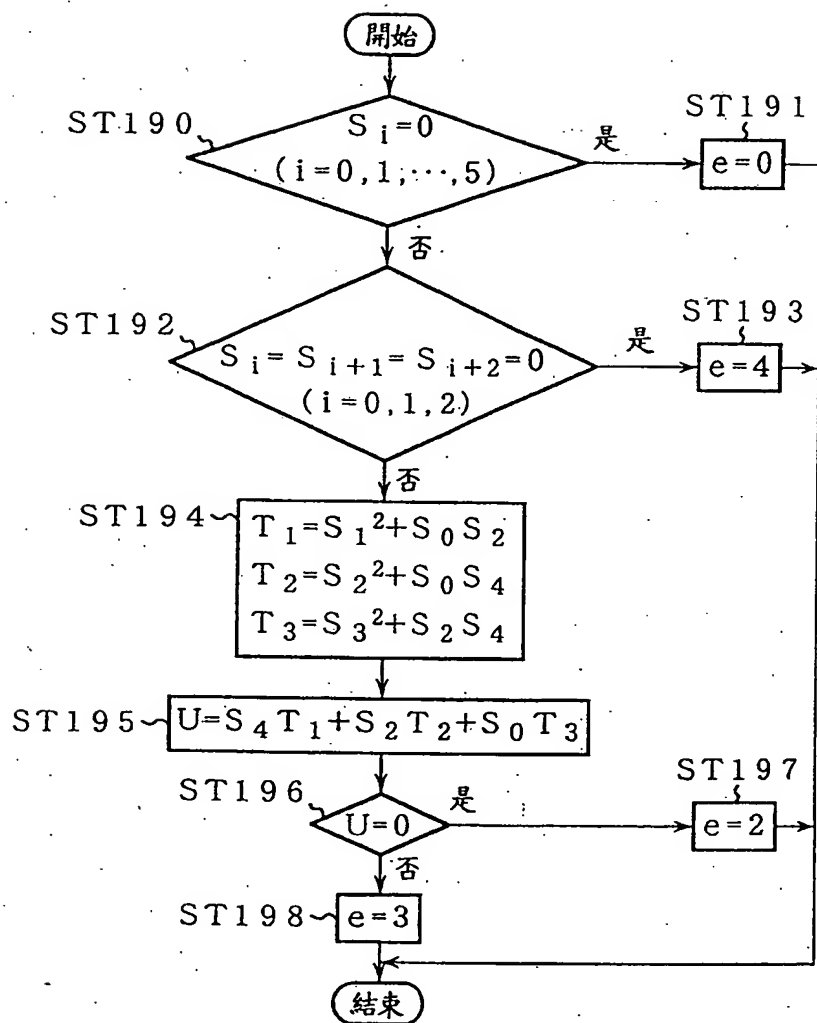 開始
ST190
S_i=0
(i=0,1,…,5)
是
ST191
e=0
否
ST192
S_i=S_{i+1}=S_{i+2}=0
(i=0,1,2)
是
ST193
e=4
否
ST194
T_1=S_1^2+S_0S_2
T_2=S_2^2+S_0S_4
T_3=S_3^2+S_2S_4
ST195
U=S_4T_1+S_2T_2+S_0T_3
ST196
U=0
是
ST197
e=2
否
ST198
e=3
結束